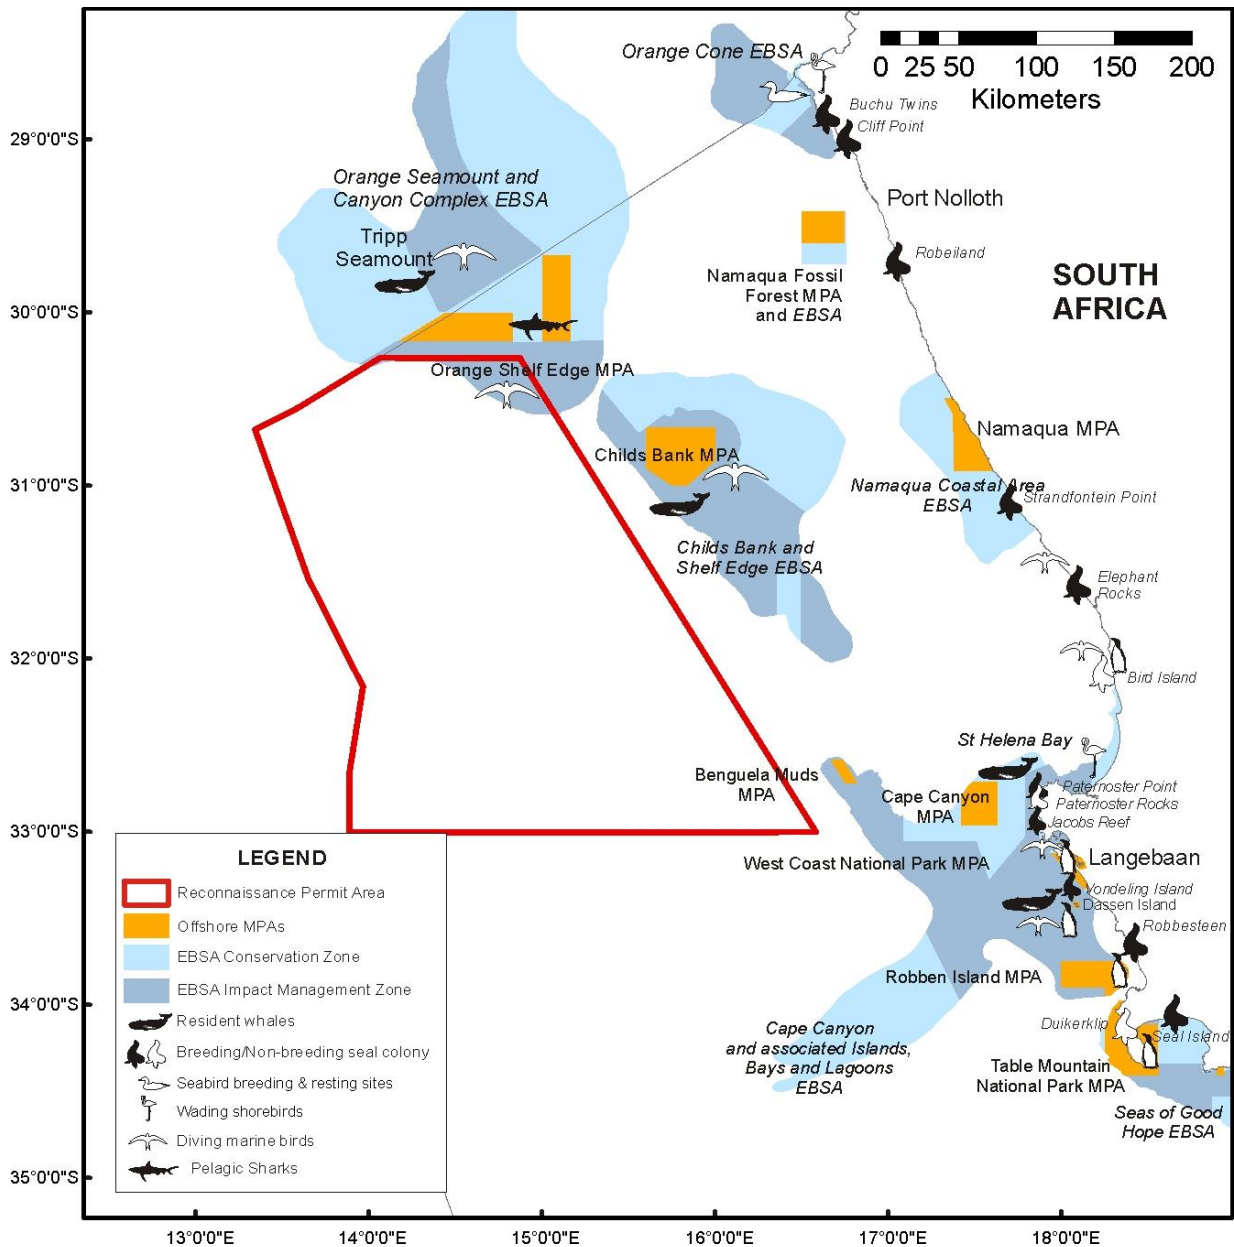 Orange Cone EBSA
0 25 50 100 150 200
Kilometers
Buchu Twins
Cliff Point
29°0'0"S
Orange Seamount and
Canyon Complex EBSA
Port Nolloth
Tripp
Seamount
Robeiland
Namaqua Fossil
Forest MPA
and EBSA
SOUTH
AFRICA
30°0'0"S
Orange Shelf Edge MPA
Namaqua MPA
Childs Bank MPA
31°0'0"S
Namaqua Coastal Area
EBSA
Strandfontein Point
Childs Bank and
Shelf Edge EBSA
Elephant
Rocks
32°0'0"S
Bird Island
St Helena Bay
Benguela Muds
MPA
Cape Canyon
MPA
Paternoster Point
Paternoster Rocks
Jacobs Reef
33°0'0"S
West Coast National Park MPA
Langebaan
Vondeling Island
Dassen Island
Robbesteen
Robben Island MPA
34°0'0"S
Duikerklip
Seal Island
Cape Canyon
and associated Islands,
Bays and Lagoons
EBSA
Table Mountain
National Park MPA
Seas of Good
Hope EBSA
35°0'0"S
LEGEND
Reconnaissance Permit Area
Offshore MPAs
EBSA Conservation Zone
EBSA Impact Management Zone
Resident whales
Breeding/Non-breeding seal colony
Seabird breeding & resting sites
Wading shorebirds
Diving marine birds
Pelagic Sharks
13°0'0"E 14°0'0"E 15°0'0"E 16°0'0"E 17°0'0"E 18°0'0"E